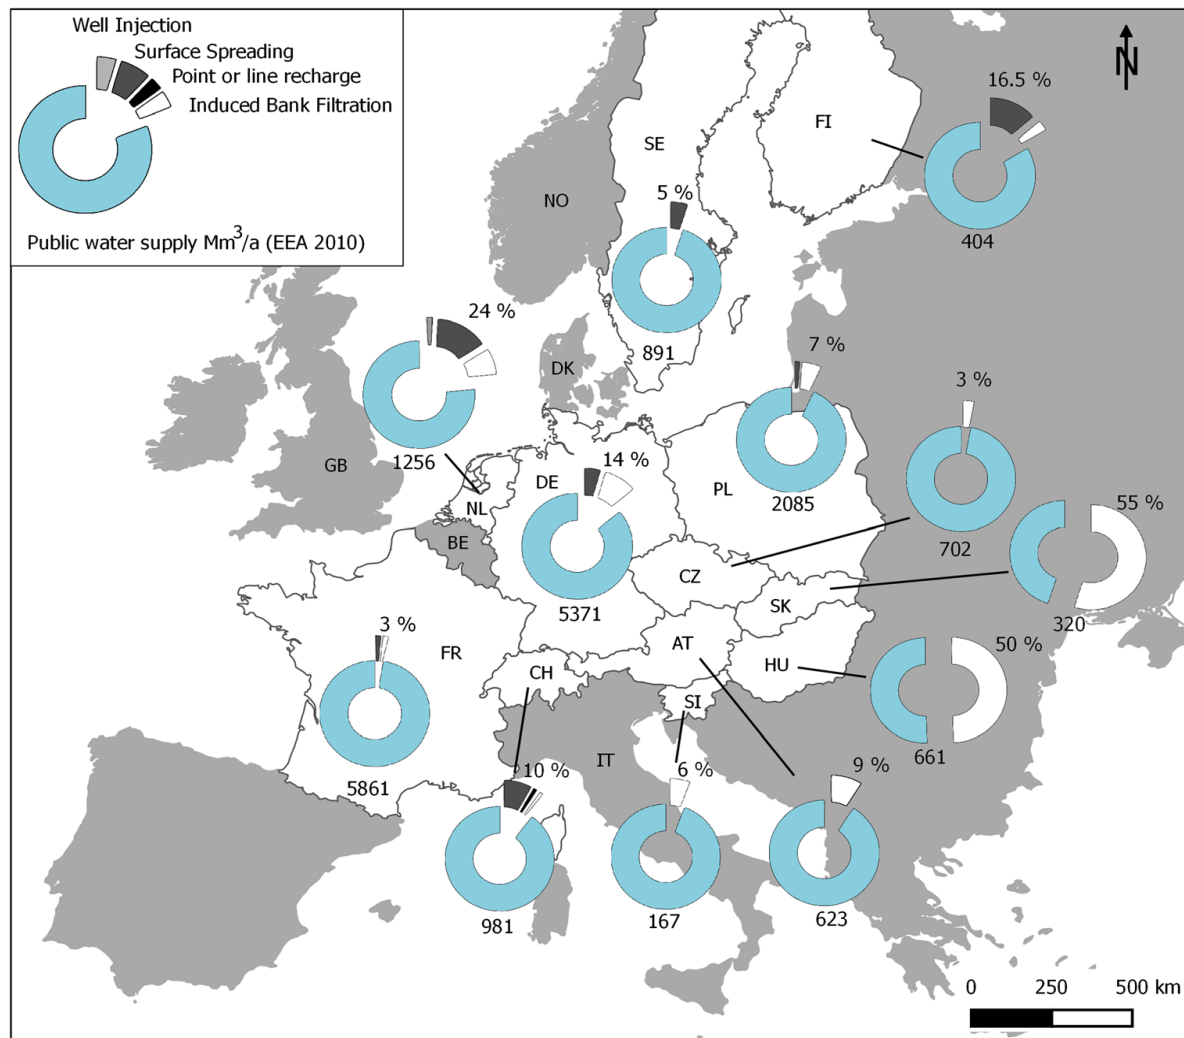 Well Injection
Surface Spreading
Point or line recharge
Induced Bank Filtration
Public water supply Mm³/a (EEA 2010)
N
16.5 %
FI
SE
404
NO
5 %
24 %
891
7 %
DK
3 %
1256
GB
DE
14 %
PL
2085
55 %
NL
BE
702
CZ
SK
5371
320
3 %
FR
AT
HU
50 %
CH
SI
661
IT
5861
10 %
6 %
9 %
981
167
623
0 250 500 km